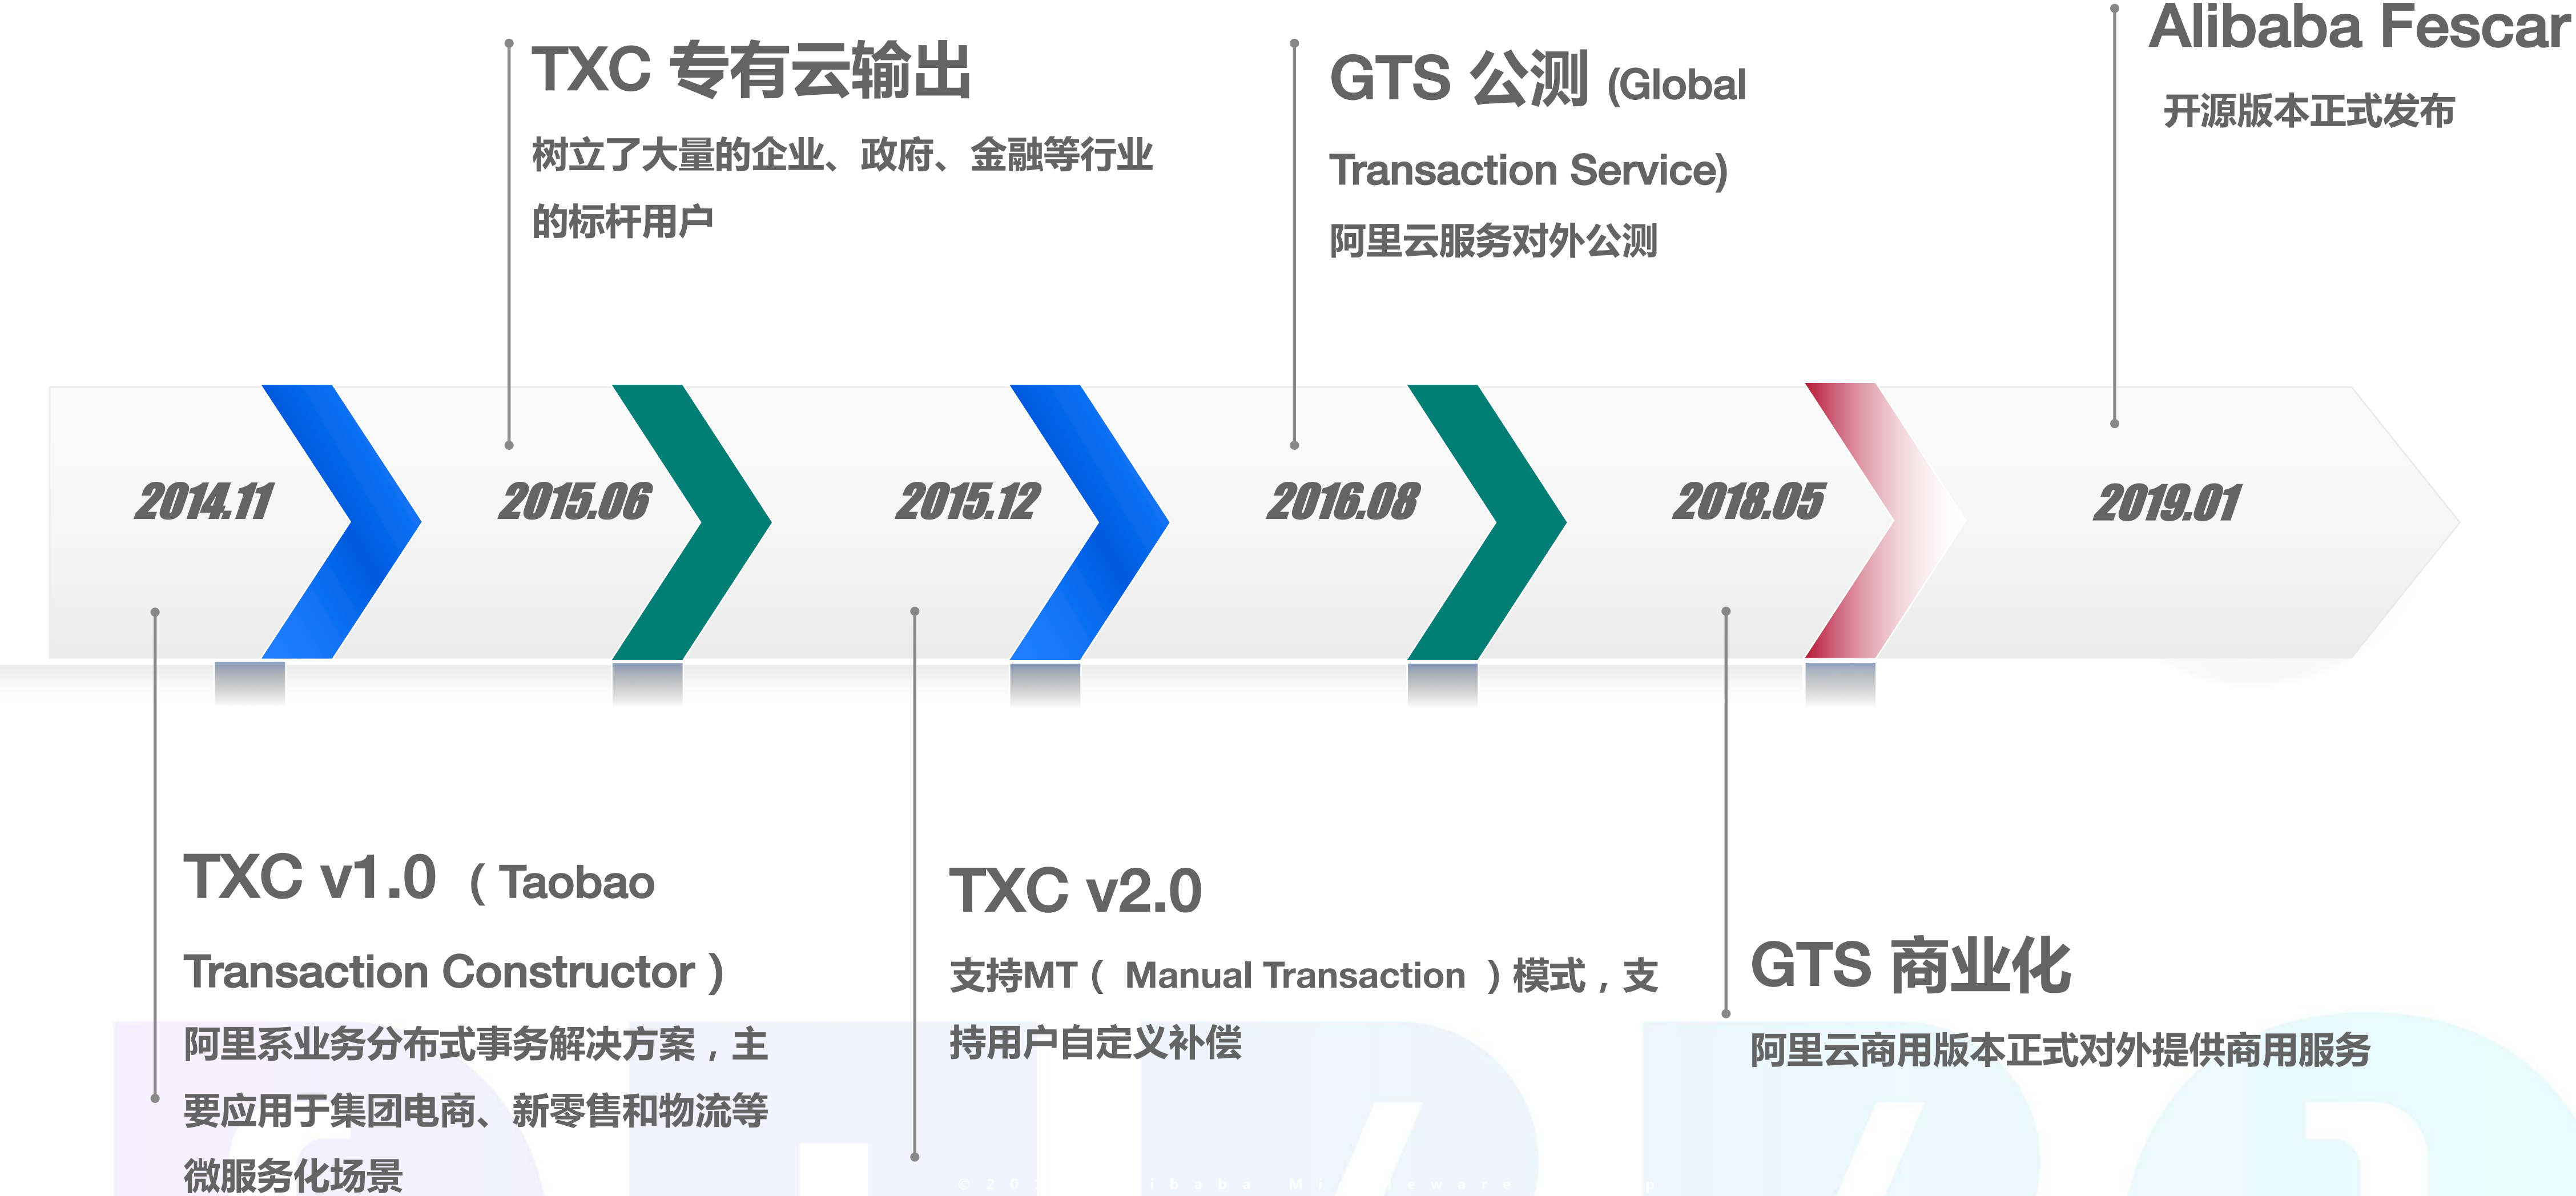 TXC 专有云输出
树立了大量的企业、政府、金融等行业
的标杆用户
GTS 公测 (Global
Transaction Service)
阿里云服务对外公测
Alibaba Fescar
开源版本正式发布
2014.11
2015.06
2015.12
2016.08
2018.05
2019.01
TXC v1.0（ Taobao
Transaction Constructor ）
阿里系业务分布式事务解决方案，主
要应用于集团电商、新零售和物流等
微服务化场景
TXC v2.0
支持MT（ Manual Transaction ）模式，支
持用户自定义补偿
GTS 商业化
阿里云商用版本正式对外提供商用服务